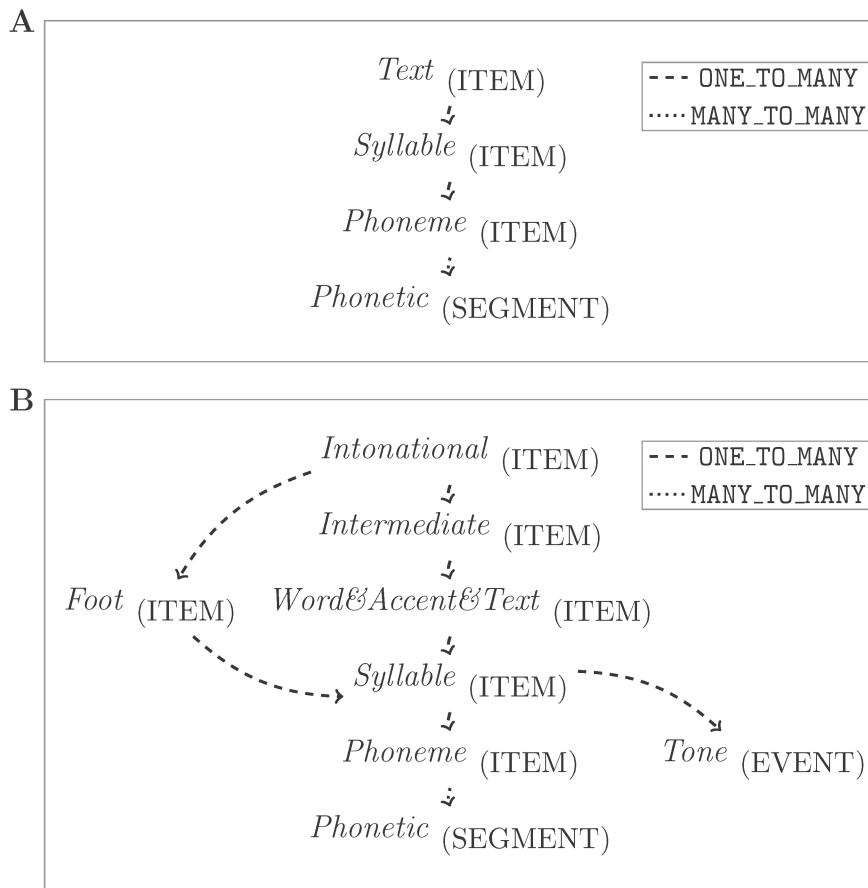 A
Text (ITEM)
ONE_TO_MANY
MANY_TO_MANY
Syllable (ITEM)
Phoneme (ITEM)
Phonetic (SEGMENT)
B
Intonational (ITEM)
ONE_TO_MANY
MANY_TO_MANY
Intermediate (ITEM)
Foot (ITEM)
Word&Accent&Text (ITEM)
Syllable (ITEM)
Phoneme (ITEM)
Tone (EVENT)
Phonetic (SEGMENT)